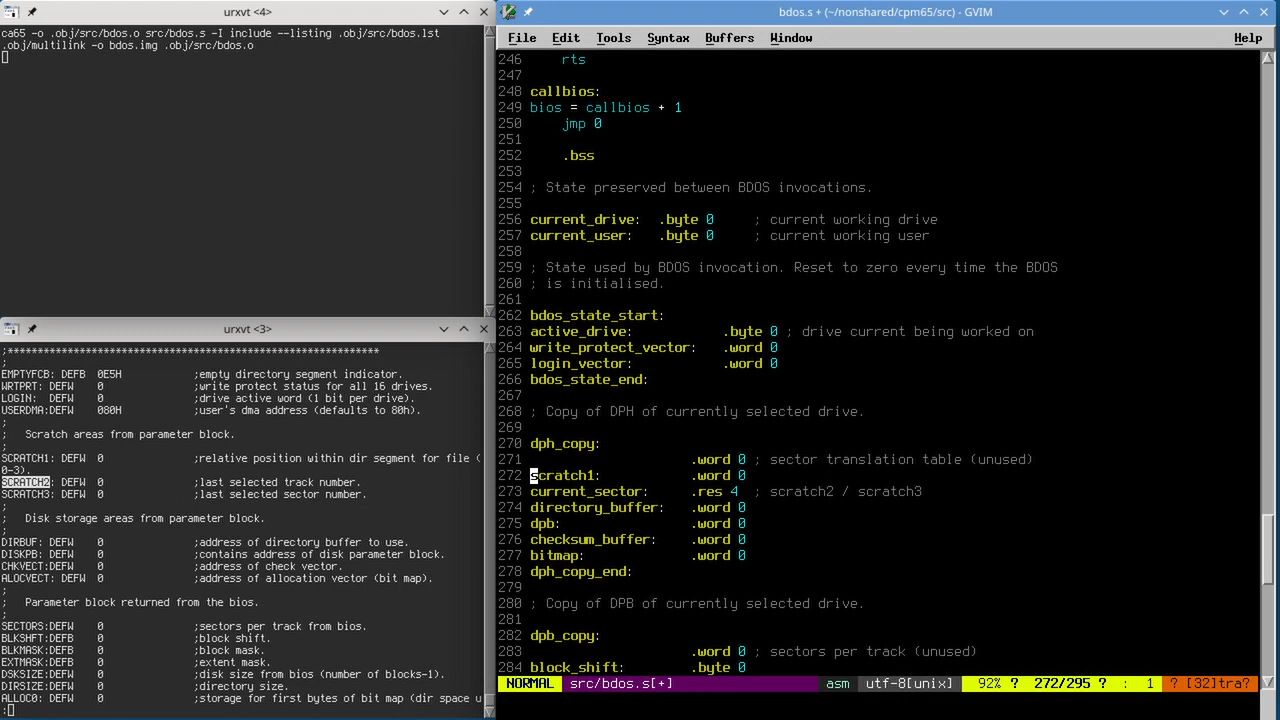 urxvt <4>
ca65 -o .obj/src/bdos.o src/bdos.s -I include --listing .obj/src/bdos.lst
.obj/multilink -o bdos.img .obj/src/bdos.o
urxvt <3>
;***************************************************************
EMPTYFCB: DEFB 0E5H ;empty directory segment indicator.
WRTPRT: DEFW 0 ;write protect status for all 16 drives.
LOGIN: DEFW 0 ;drive active word (1 bit per drive).
USERDMA:DEFW 080H ;user's dma address (defaults to 80h).
;
; Scratch areas from parameter block.
;
SCRATCH1: DEFW 0 ;relative position within dir segment for file (
0-3).
SCRATCH2: DEFW 0 ;last selected track number.
SCRATCH3: DEFW 0 ;last selected sector number.
;
; Disk storage areas from parameter block.
;
DIRBUF: DEFW 0 ;address of directory buffer to use.
DISKPB: DEFW 0 ;contains address of disk parameter block.
CHKVECT: DEFW 0 ;address of check vector.
ALOCVECT: DEFW 0 ;address of allocation vector (bit map).
;
; Parameter block returned from the bios.
;
SECTORS:DEFW 0 ;sectors per track from bios.
BLKSHFT:DEFB 0 ;block shift.
BLKMASK:DEFB 0 ;block mask.
EXTMASK:DEFB 0 ;extent mask.
DSKSIZE:DEFW 0 ;disk size from bios (number of blocks-1).
DIRSIZE:DEFW 0 ;directory size.
ALLOC0: DEFW 0 ;storage for first bytes of bit map (dir space u
:
bdos.s + (~/nonshared/cpm65/src) - GVIM
File Edit Tools Syntax Buffers Window Help
246 rts
247
248 callbios:
249 bios = callbios + 1
250 jmp 0
251
252 .bss
253
254 ; State preserved between BDOS invocations.
255
256 current_drive: .byte 0 ; current working drive
257 current_user: .byte 0 ; current working user
258
259 ; State used by BDOS invocation. Reset to zero every time the BDOS
260 ; is initialised.
261
262 bdos_state_start:
263 active_drive: .byte 0 ; drive current being worked on
264 write_protect_vector: .word 0
265 login_vector: .word 0
266 bdos_state_end:
267
268 ; Copy of DPH of currently selected drive.
269
270 dph_copy:
271 .word 0 ; sector translation table (unused)
272 scratch1: .word 0
273 current_sector: .res 4 ; scratch2 / scratch3
274 directory_buffer: .word 0
275 dpb: .word 0
276 checksum_buffer: .word 0
277 bitmap: .word 0
278 dph_copy_end:
279
280 ; Copy of DPB of currently selected drive.
281
282 dpb_copy:
283 .word 0 ; sectors per track (unused)
284 block_shift: .byte 0
NORMAL src/bdos.s[+] asm utf-8[unix] 92% ? 272/295 ? : 1 ? [32]tra?